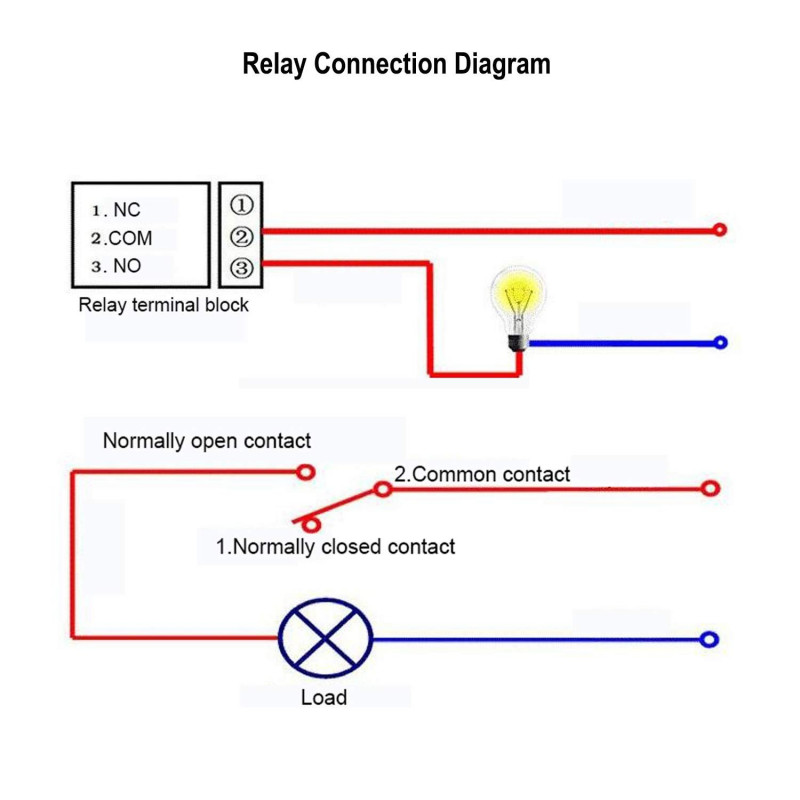 Relay Connection Diagram
1. NC ①
2.COM ②
3. NO ③
Relay terminal block
Normally open contact
2.Common contact
1.Normally closed contact
Load